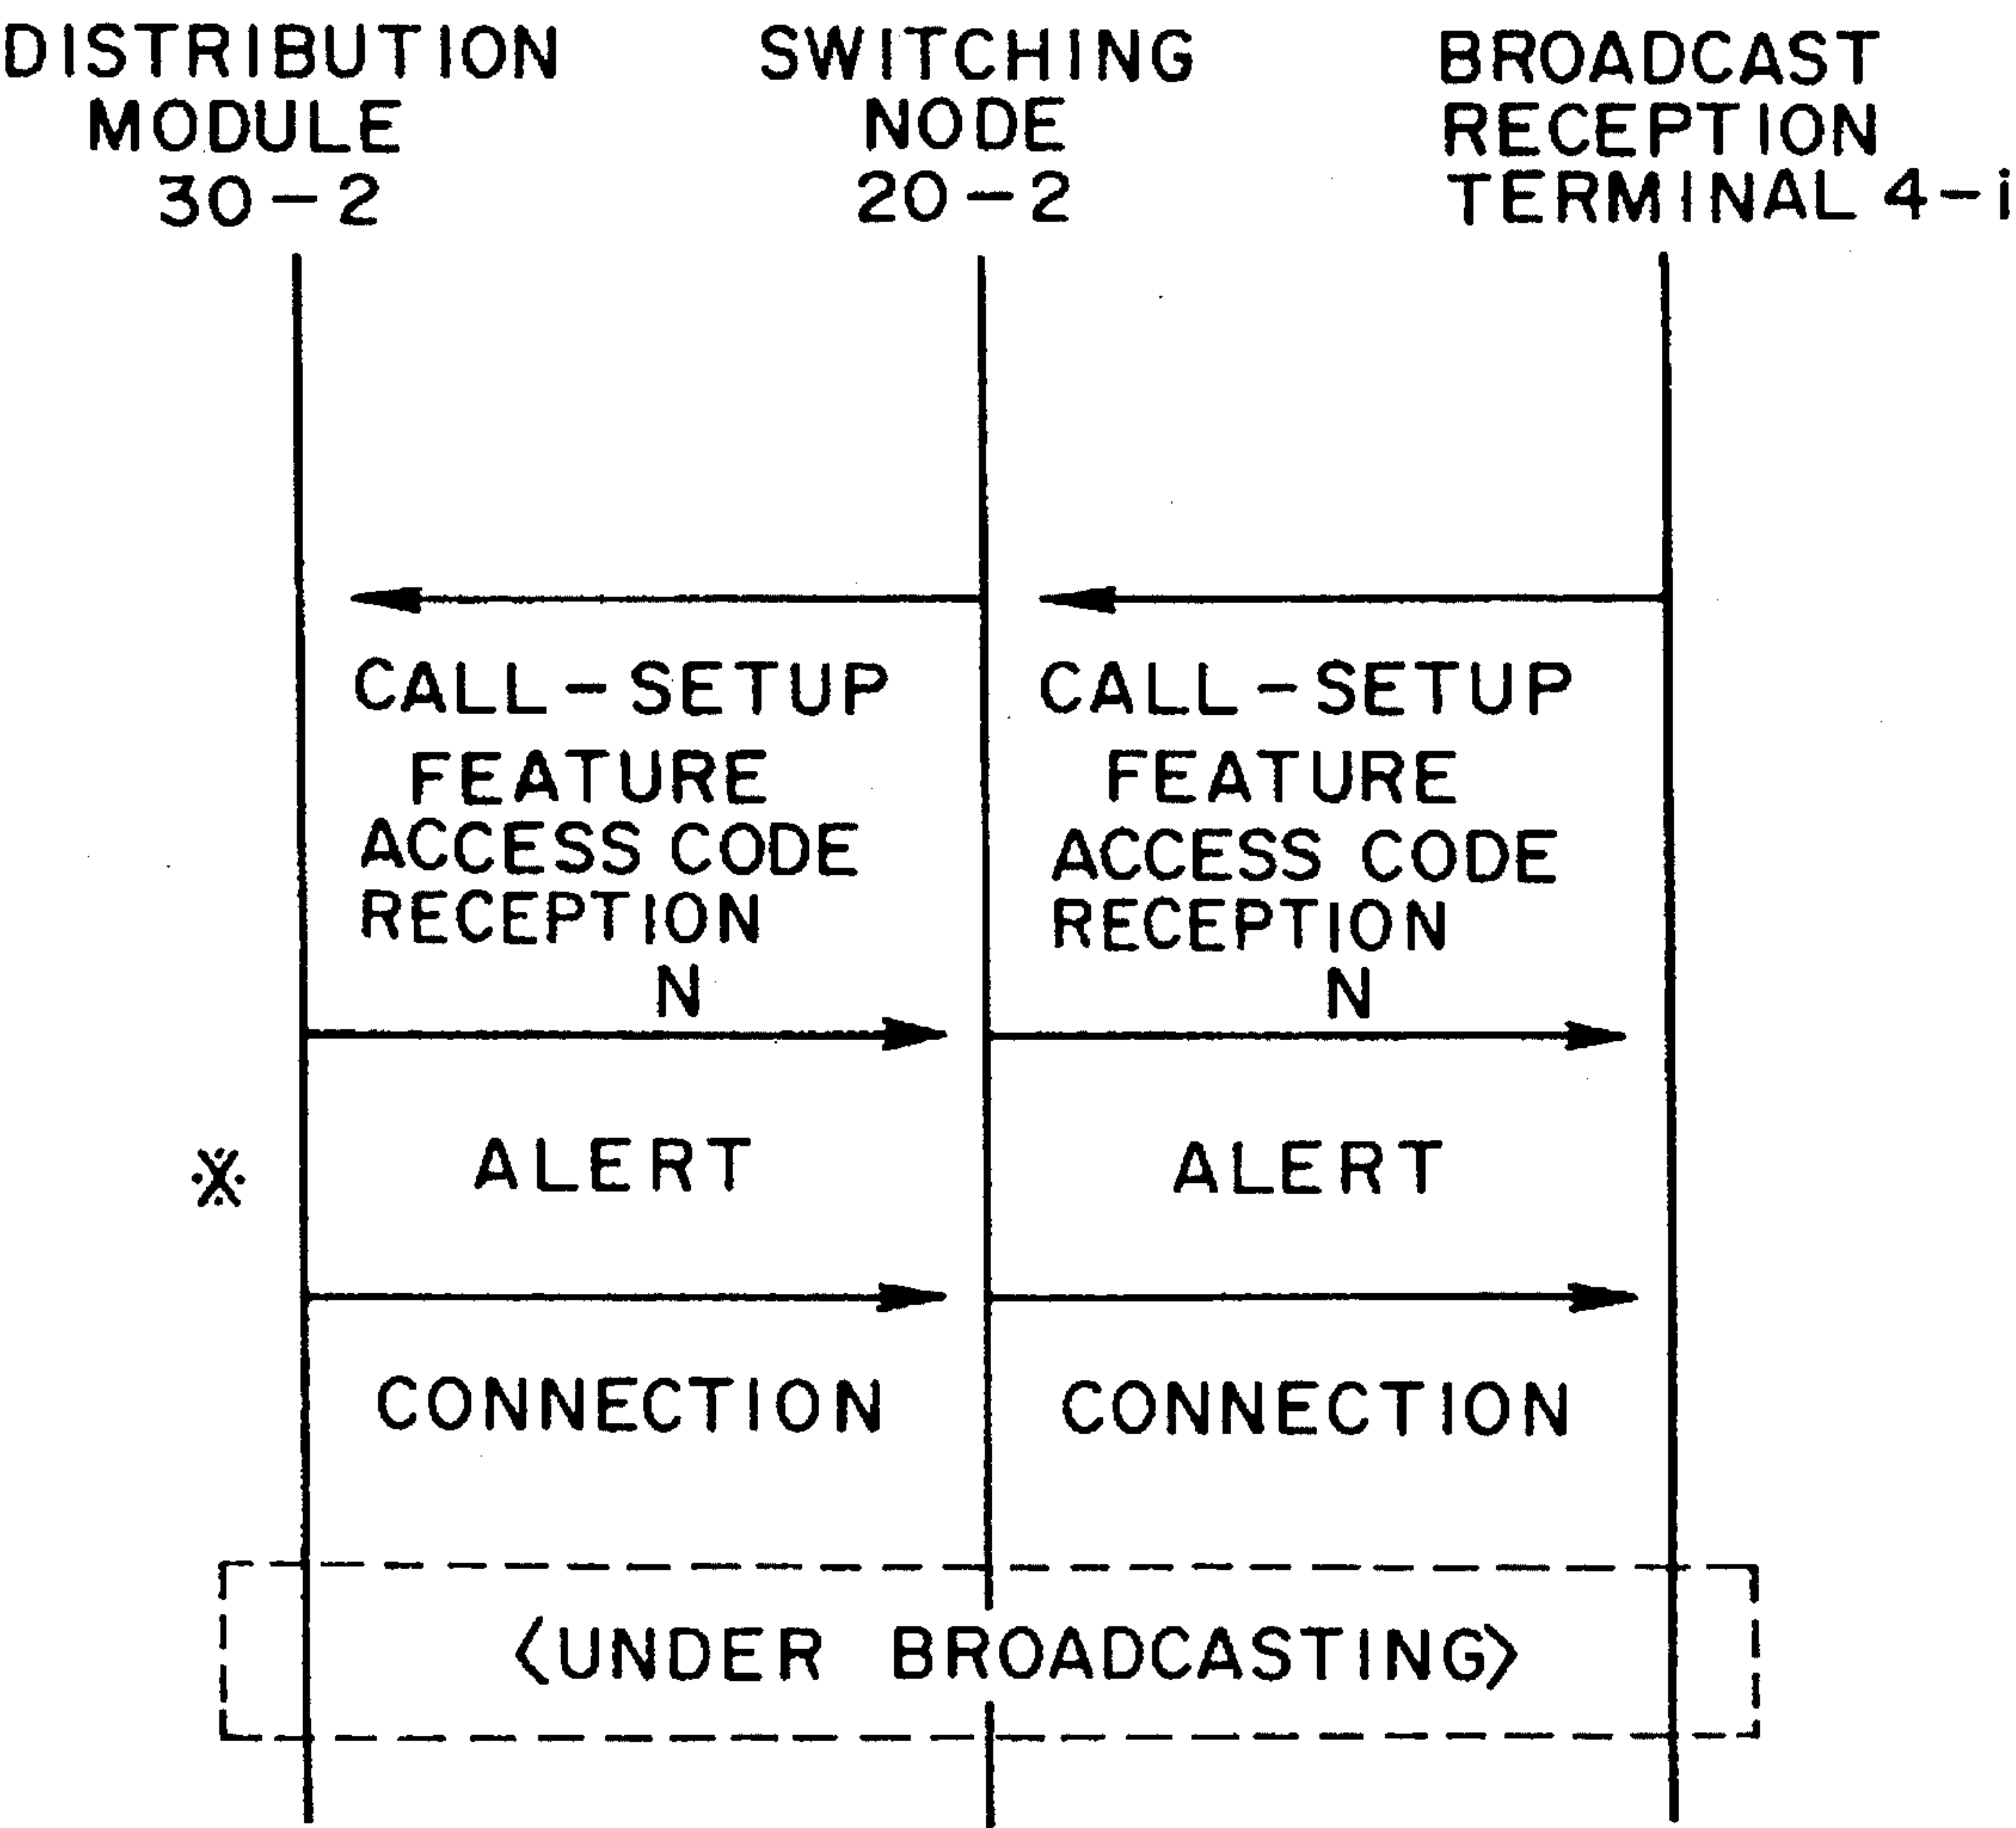 DISTRIBUTION
MODULE
30-2
SWITCHING
NODE
20-2
BROADCAST
RECEPTION
TERMINAL 4-i
CALL-SETUP
FEATURE
ACCESS CODE
RECEPTION
N
CALL-SETUP
FEATURE
ACCESS CODE
RECEPTION
N
※
ALERT
ALERT
CONNECTION
CONNECTION
〈UNDER BROADCASTING〉